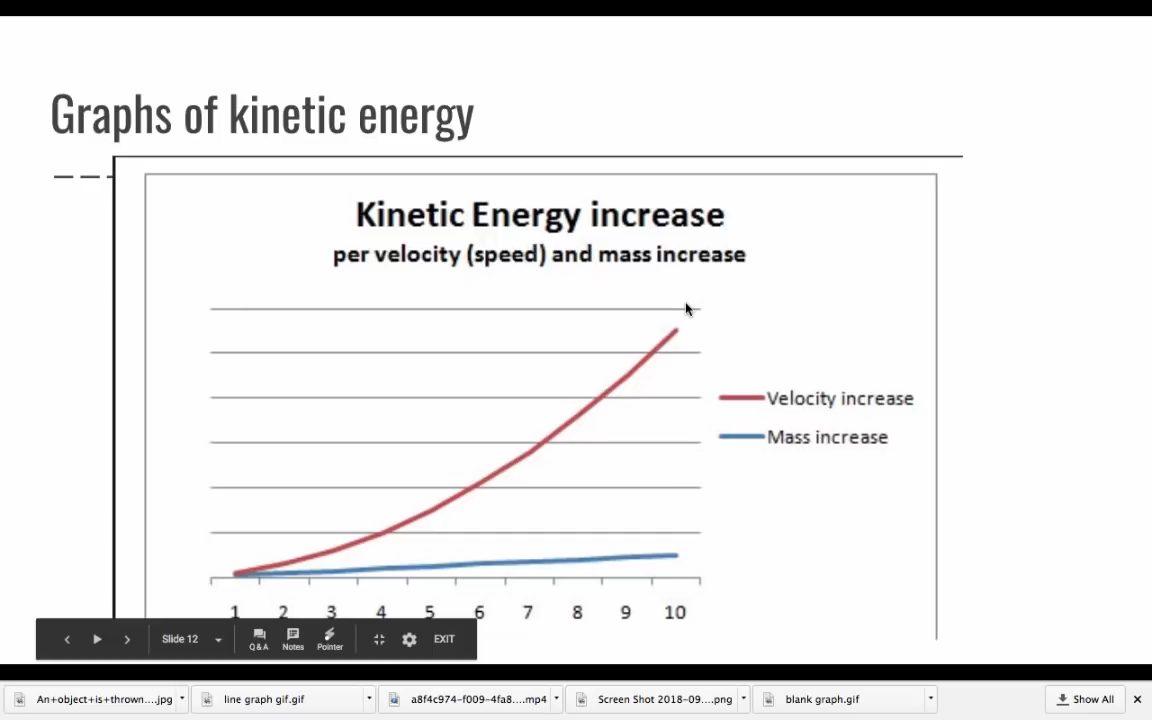 Graphs of kinetic energy
Kinetic Energy increase
per velocity (speed) and mass increase
Velocity increase
Mass increase
1 2 3 4 5 6 7 8 9 10
Slide 12 Q&A Notes Pointer EXIT
An+object+is+thrown....jpg line graph gif.gif a8f4c974-f009-4fa8....mp4 Screen Shot 2018-09....png blank graph.gif Show All